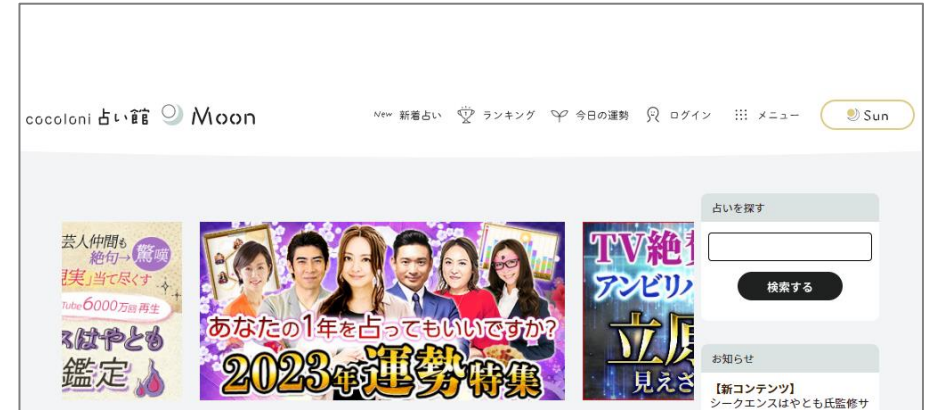 cocoloni 占い館 Moon
New 新着占い
ランキング
今日の運勢
ログイン
メニュー
Sun
芸人仲間も
絶句→驚嘆
現実」当て尽くす
Tube6000万回再生
スはやとも
鑑定
あなたの1年を占ってもいいですか?
2023年運勢特集
TV絶
アンビリ
立原
見えさ
占いを探す
検索する
お知らせ
【新コンテンツ】
シークエンスはやとも氏監修サ